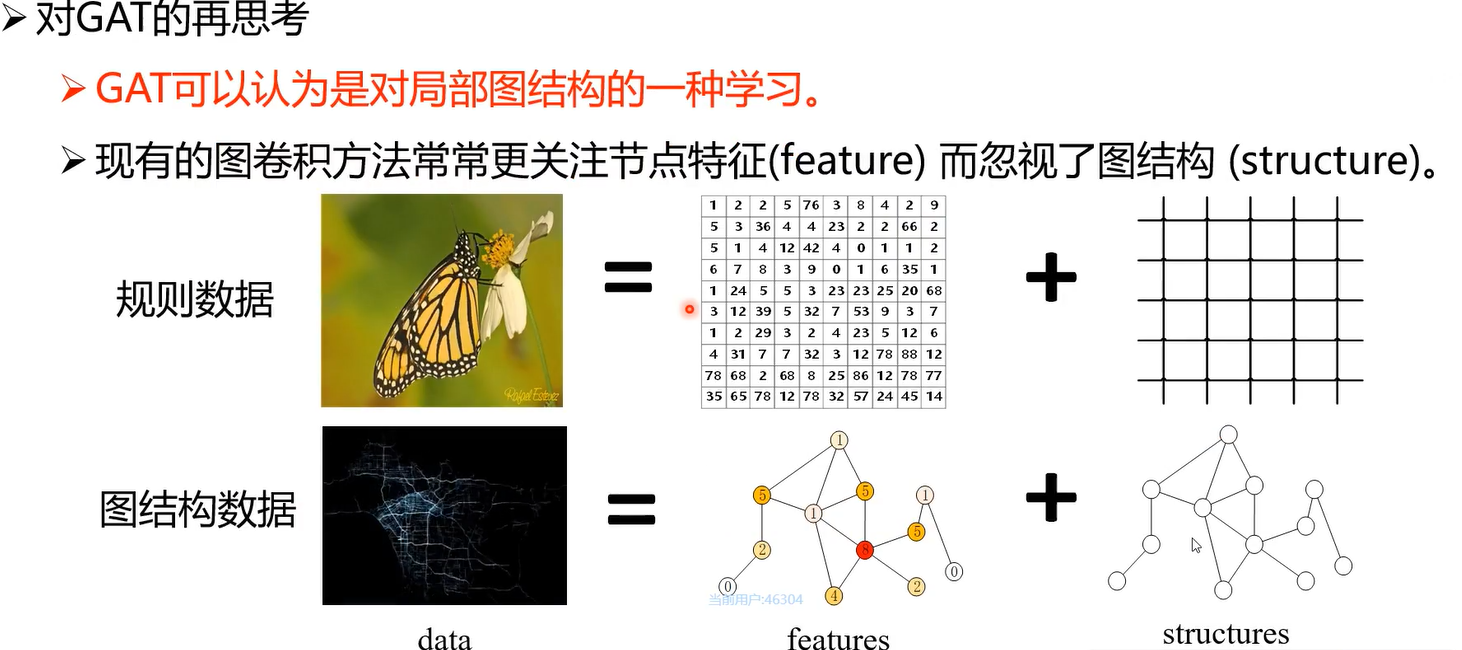 ➢ 对GAT的再思考
➢ GAT可以认为是对局部图结构的一种学习。
➢ 现有的图卷积方法常常更关注节点特征(feature) 而忽视了图结构 (structure)。
规则数据
Rafael Estevez
=
1 2 2 5 76 3 8 4 2 9
5 3 36 4 4 23 2 2 66 2
5 1 4 12 42 4 0 1 1 2
6 7 8 3 9 0 1 6 35 1
1 24 5 5 3 23 23 25 20 68
3 12 39 5 32 7 53 9 3 7
1 2 29 3 2 4 23 5 12 6
4 31 7 7 32 3 12 78 88 12
78 68 2 68 8 25 86 12 78 77
35 65 78 12 78 32 57 24 45 14
+
图结构数据
=
1
5 5 1
1
5
2 8
0
0
2
4
当前用户:46304
+
data features structures